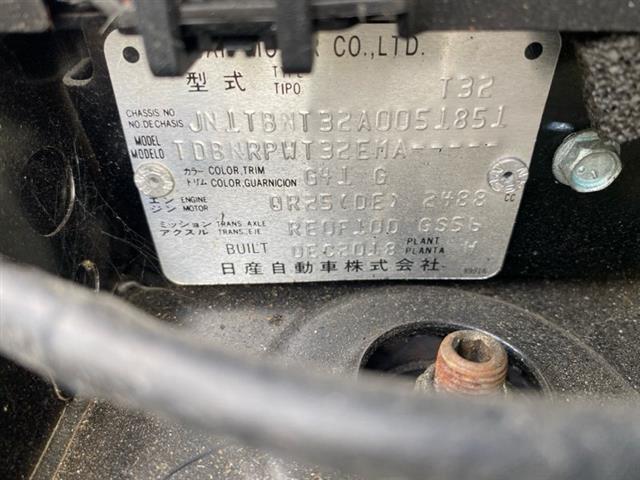 MOTOR CO.,LTD.
型式 TYPE TIPO T32
CHASSIS NO
NO.DECHASIS JN1TBNT32A0051851
MODEL
MODELO TDBNRPWT32EMA-----
カラー COLOR,TRIM
トリム COLOR,GUARNICION G41 G
エンジン ENGINE MOTOR QR25(DE) 2488
ミッション TRANS. AXLE
アクスル TRANS,EJE RE0F10D GSS6
BUILT DEC2018 PLANT PLANTA
日産自動車株式会社